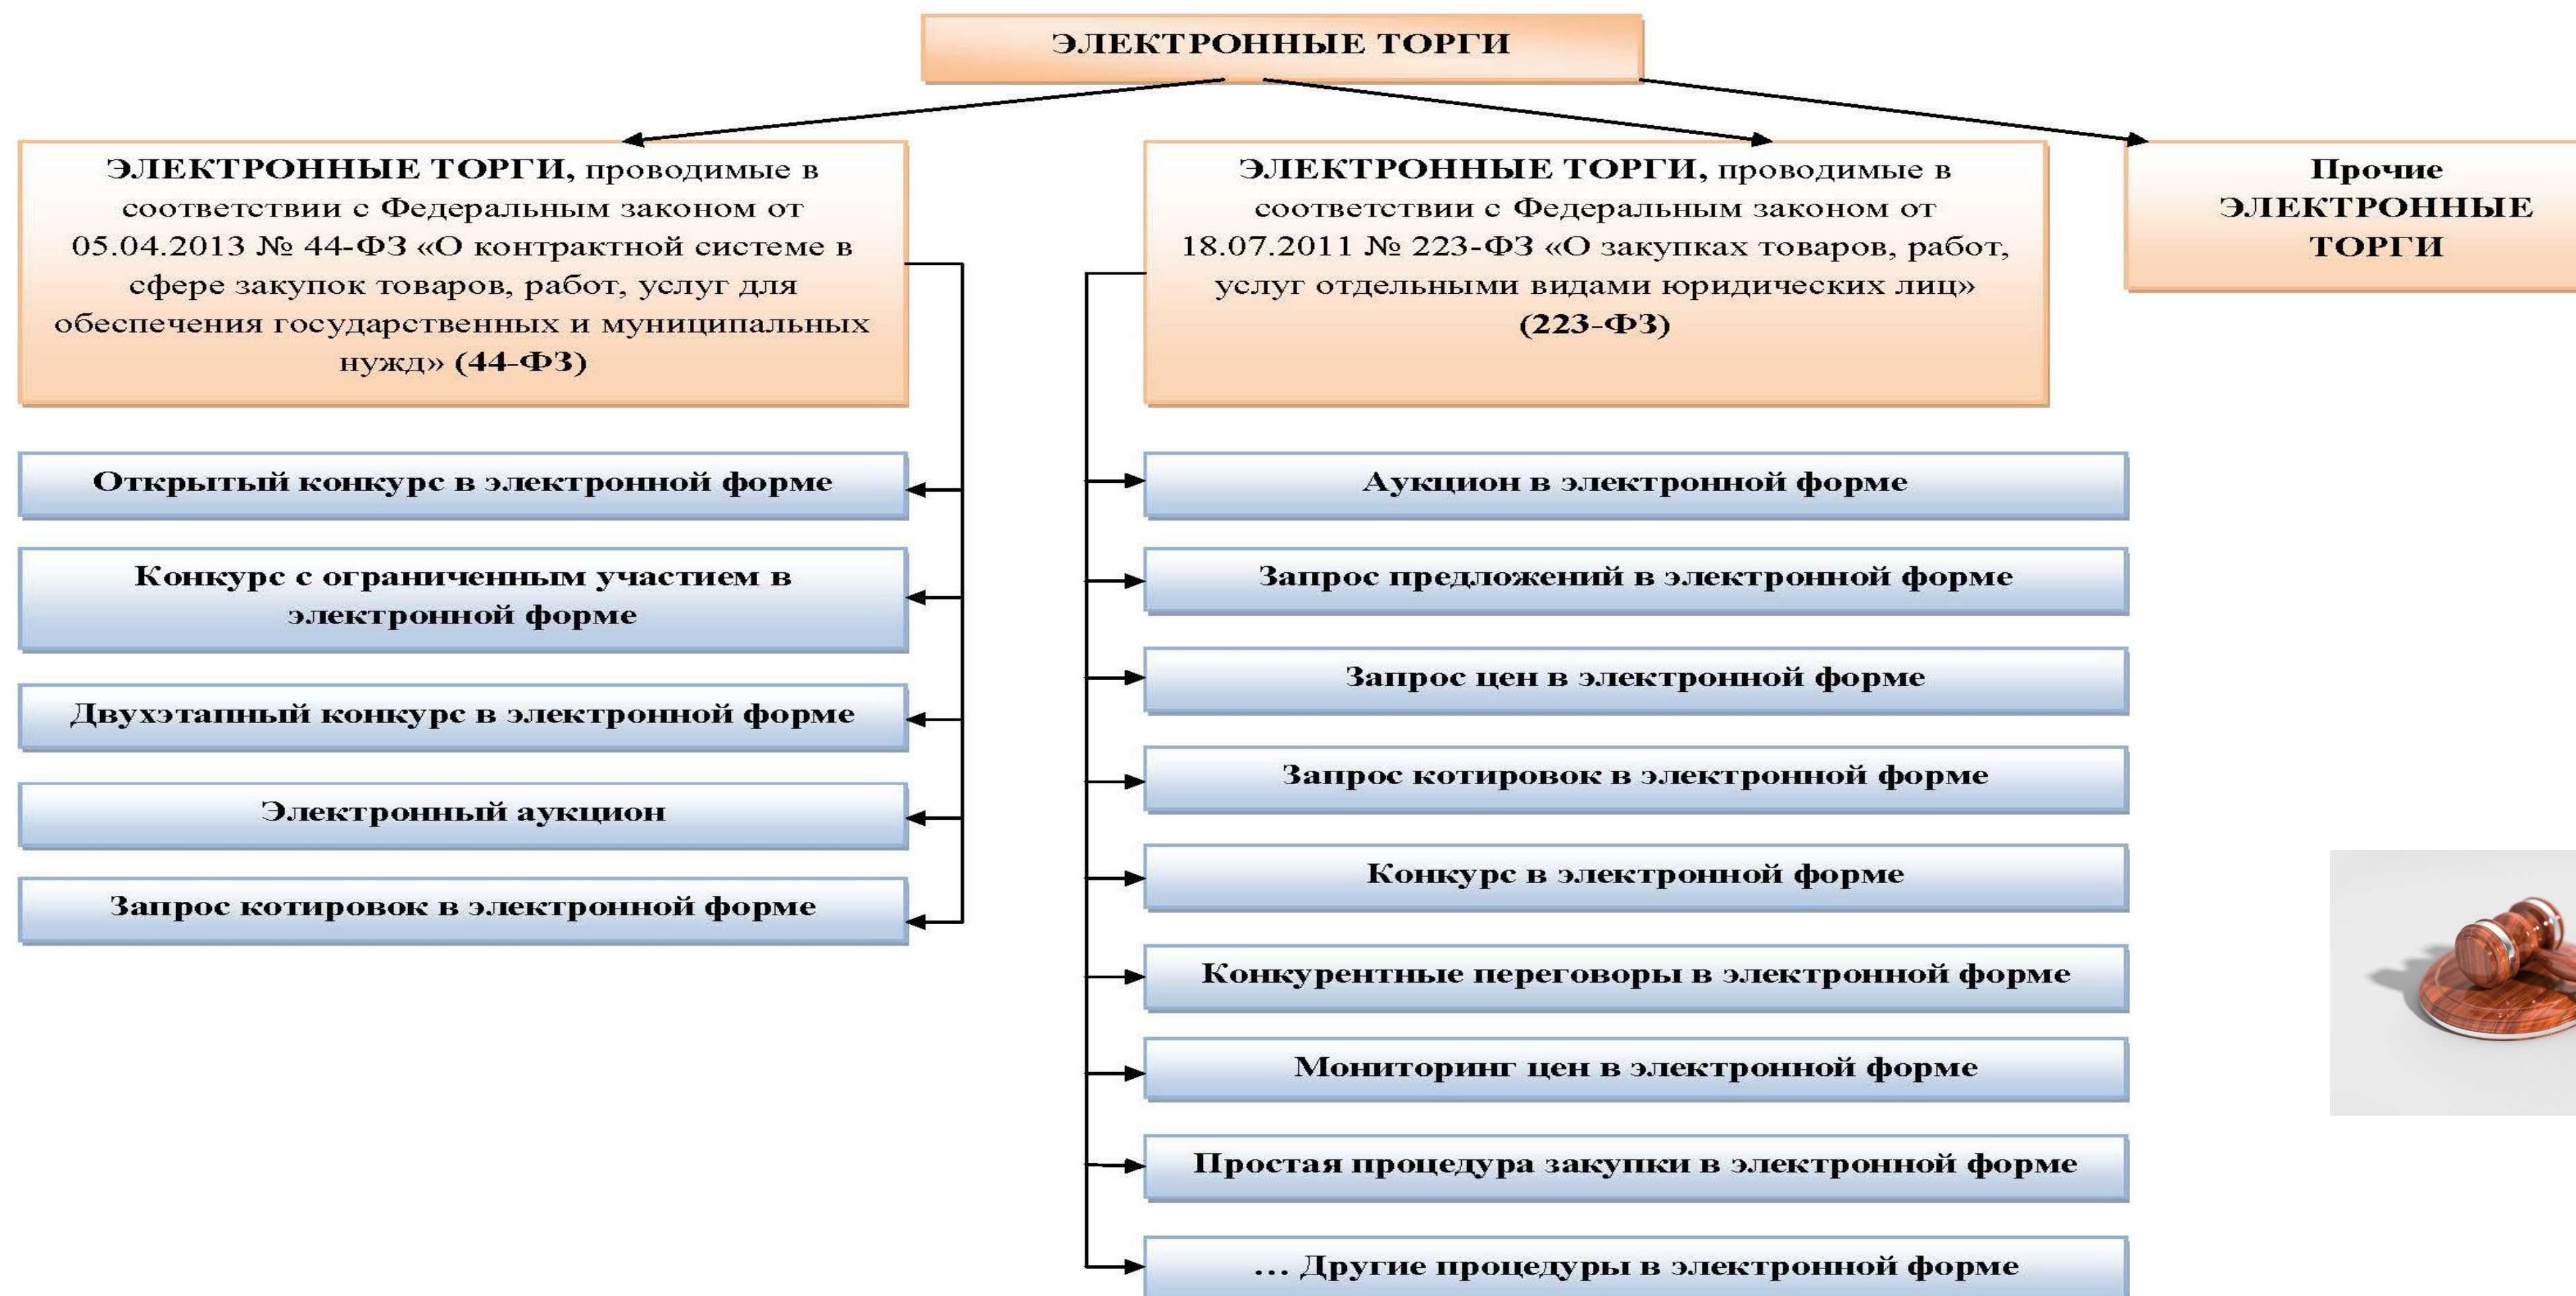 ЭЛЕКТРОННЫЕ ТОРГИ
ЭЛЕКТРОННЫЕ ТОРГИ, проводимые в
соответствии с Федеральным законом от
05.04.2013 № 44-ФЗ «О контрактной системе в
сфере закупок товаров, работ, услуг для
обеспечения государственных и муниципальных
нужд» (44-ФЗ)
Открытый конкурс в электронной форме
Конкурс с ограниченным участием в
электронной форме
Двухэтапный конкурс в электронной форме
Электронный аукцион
Запрос котировок в электронной форме
ЭЛЕКТРОННЫЕ ТОРГИ, проводимые в
соответствии с Федеральным законом от
18.07.2011 № 223-ФЗ «О закупках товаров, работ,
услуг отдельными видами юридических лиц»
(223-ФЗ)
Аукцион в электронной форме
Запрос предложений в электронной форме
Запрос цен в электронной форме
Запрос котировок в электронной форме
Конкурс в электронной форме
Конкурентные переговоры в электронной форме
Мониторинг цен в электронной форме
Простая процедура закупки в электронной форме
... Другие процедуры в электронной форме
Прочие
ЭЛЕКТРОННЫЕ
ТОРГИ